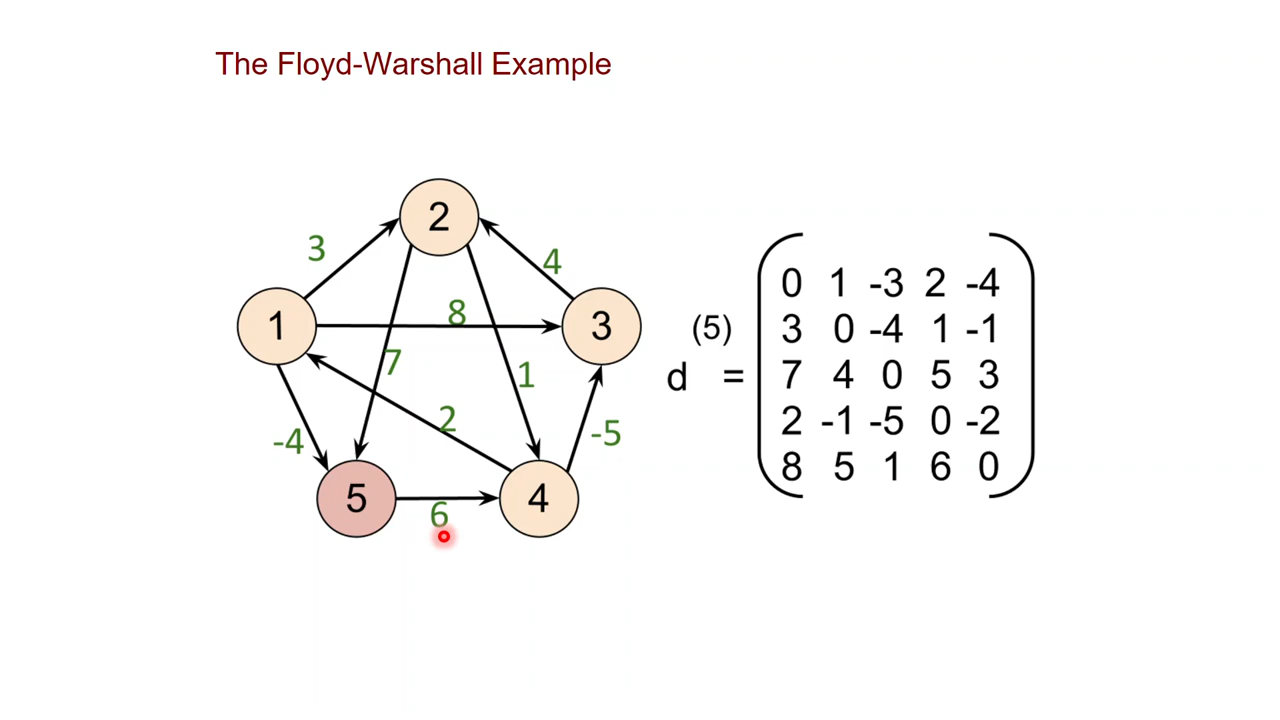 The Floyd-Warshall Example
2
3
4
1
8
3
7
1
2
-4
-5
5
6
4
(5)
d =
0 1 -3 2 -4
3 0 -4 1 -1
7 4 0 5 3
2 -1 -5 0 -2
8 5 1 6 0